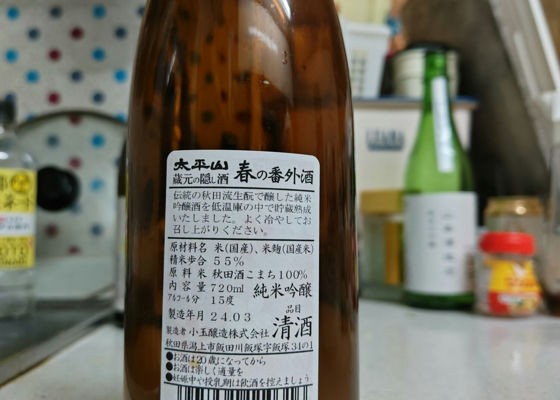 太平山
蔵元の隠し酒 春の番外酒
伝統の秋田流生酛で醸した純米
吟醸酒を低温庫の中で貯蔵熟成
いたしました。よく冷やしてお
召し上がりください。
原材料名 米(国産)、米麹(国産米)
精米歩合 55%
原料米 秋田酒こまち100%
内容量 720ml 純米吟醸
アルコール分 15度
品目
製造年月 24.03 清酒
製造者 小玉醸造株式会社
秋田県潟上市飯田川飯塚字飯塚34の1
●お酒は20歳になってから
●お酒は楽しく適量を
●妊娠中や授乳期は飲酒を控えましょう